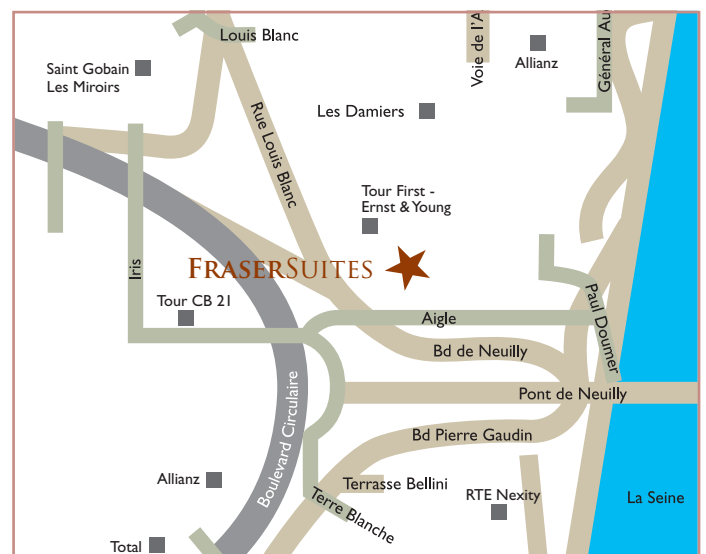 Louis Blanc
Voie de l'A
Général Au
Allianz
Saint Gobain
Les Miroirs
Les Damiers
Rue Louis Blanc
Tour First -
Ernst & Young
Iris
FRASERSUITES
Tour CB 21
Aigle
Paul Doumer
Bd de Neuilly
Boulevard Circulaire
Pont de Neuilly
Bd Pierre Gaudin
Allianz
Terrasse Bellini
RTE Nexity
La Seine
Terre Blanche
Total